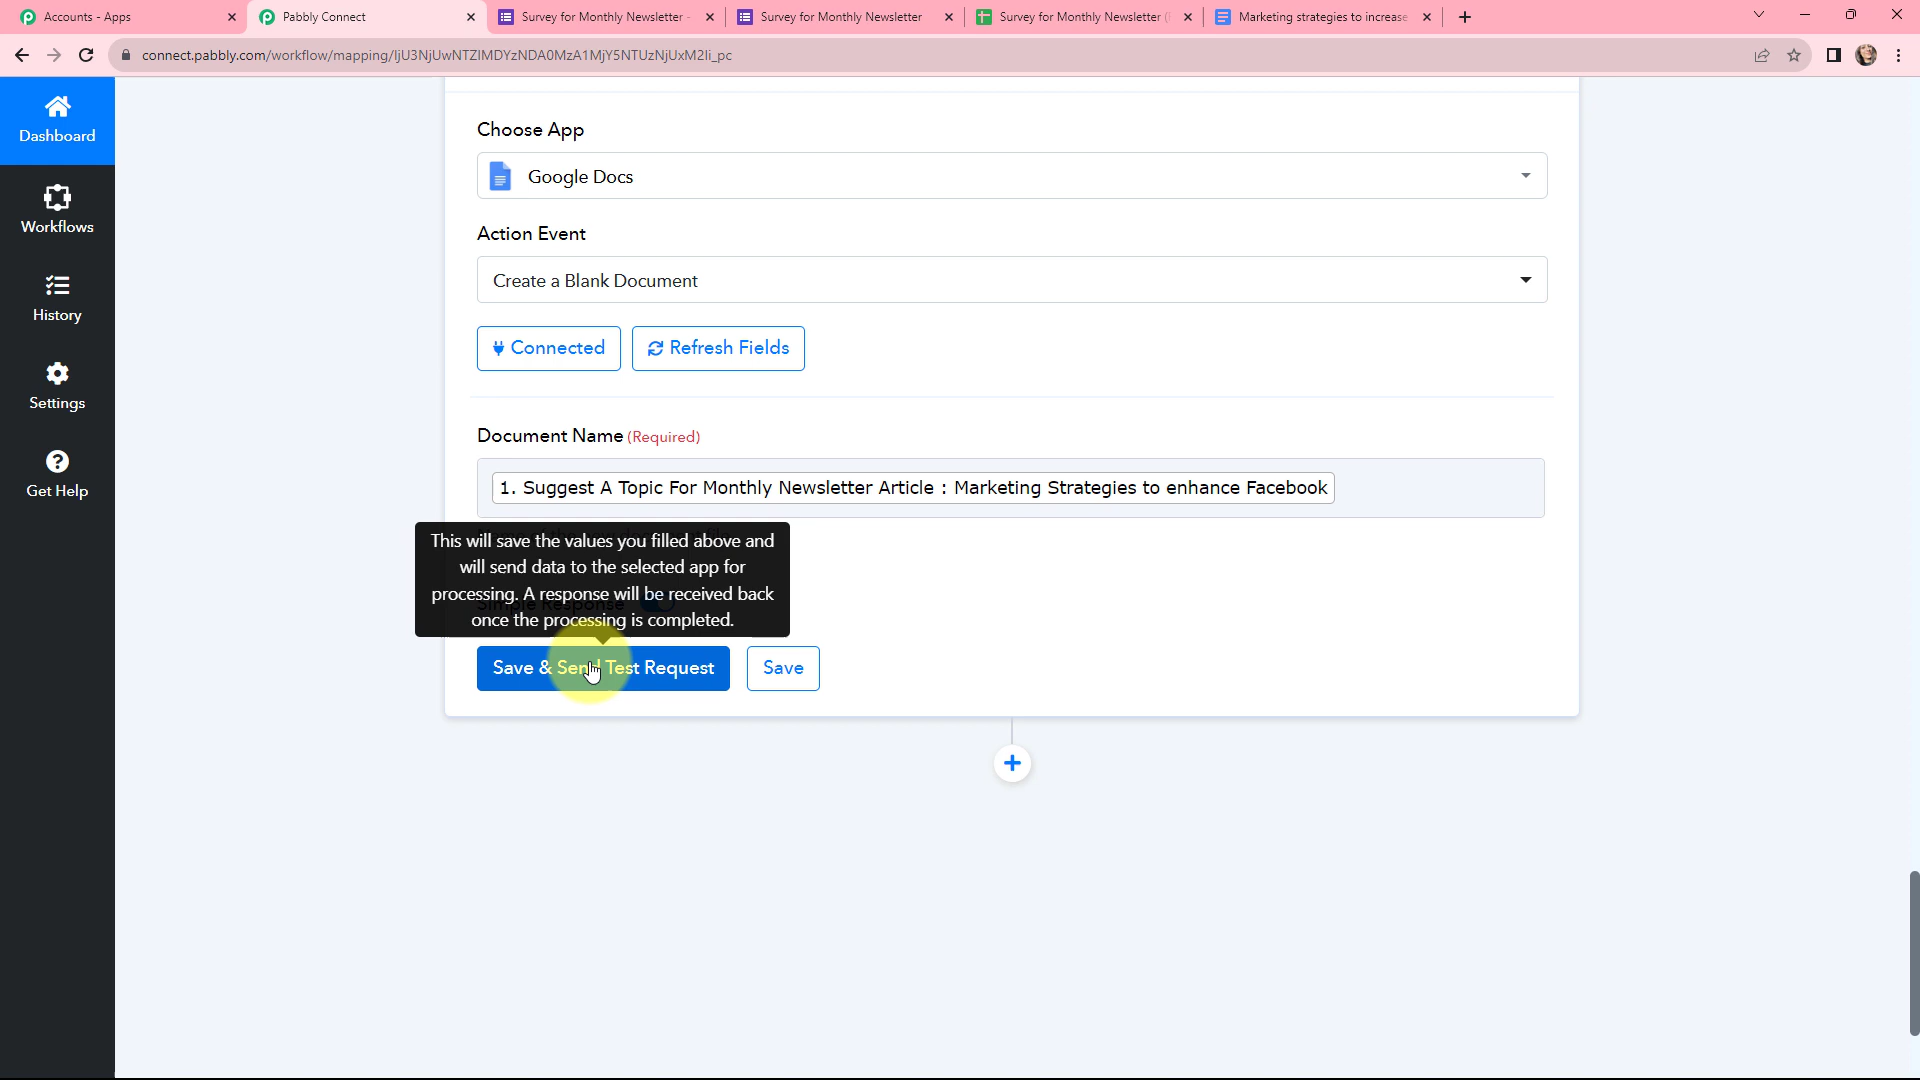 Accounts - Apps
Pabbly Connect
Survey for Monthly Newsletter -
Survey for Monthly Newsletter
Survey for Monthly Newsletter (
Marketing strategies to increase
connect.pabbly.com/workflow/mapping/IjU3NjUwNTZlMDYzNDA0MzA1MjY5NTUzNjUxM2Ii_pc
Dashboard
Workflows
History
Settings
Get Help
Choose App
Google Docs
Action Event
Create a Blank Document
Connected
Refresh Fields
Document Name (Required)
1. Suggest A Topic For Monthly Newsletter Article : Marketing Strategies to enhance Facebook
This will save the values you filled above and
will send data to the selected app for
processing. A response will be received back
once the processing is completed.
Simple Response
Save & Send Test Request
Save